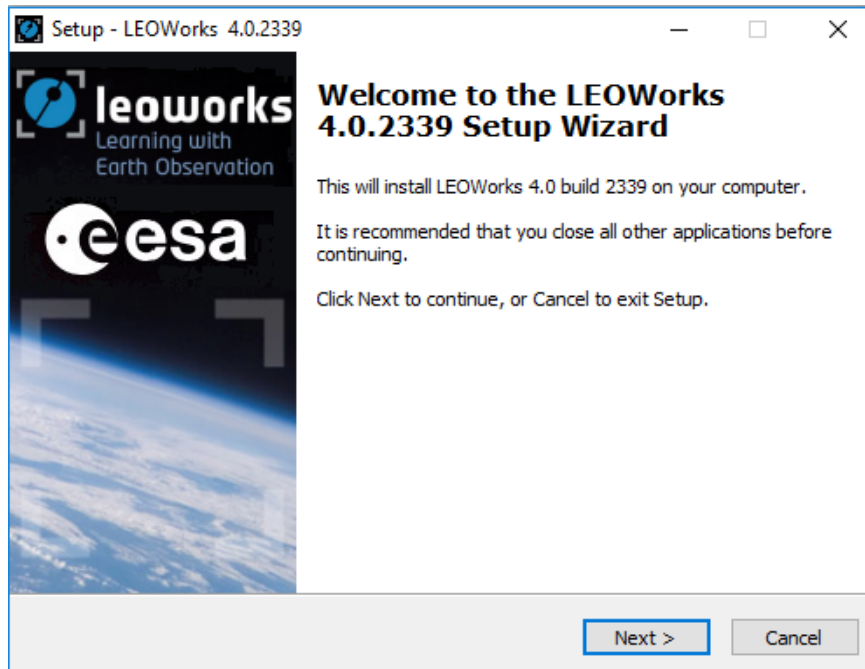 Setup - LEOWorks 4.0.2339
leoworks
Learning with
Earth Observation
esa
Welcome to the LEOWorks
4.0.2339 Setup Wizard
This will install LEOWorks 4.0 build 2339 on your computer.
It is recommended that you close all other applications before
continuing.
Click Next to continue, or Cancel to exit Setup.
Next >
Cancel